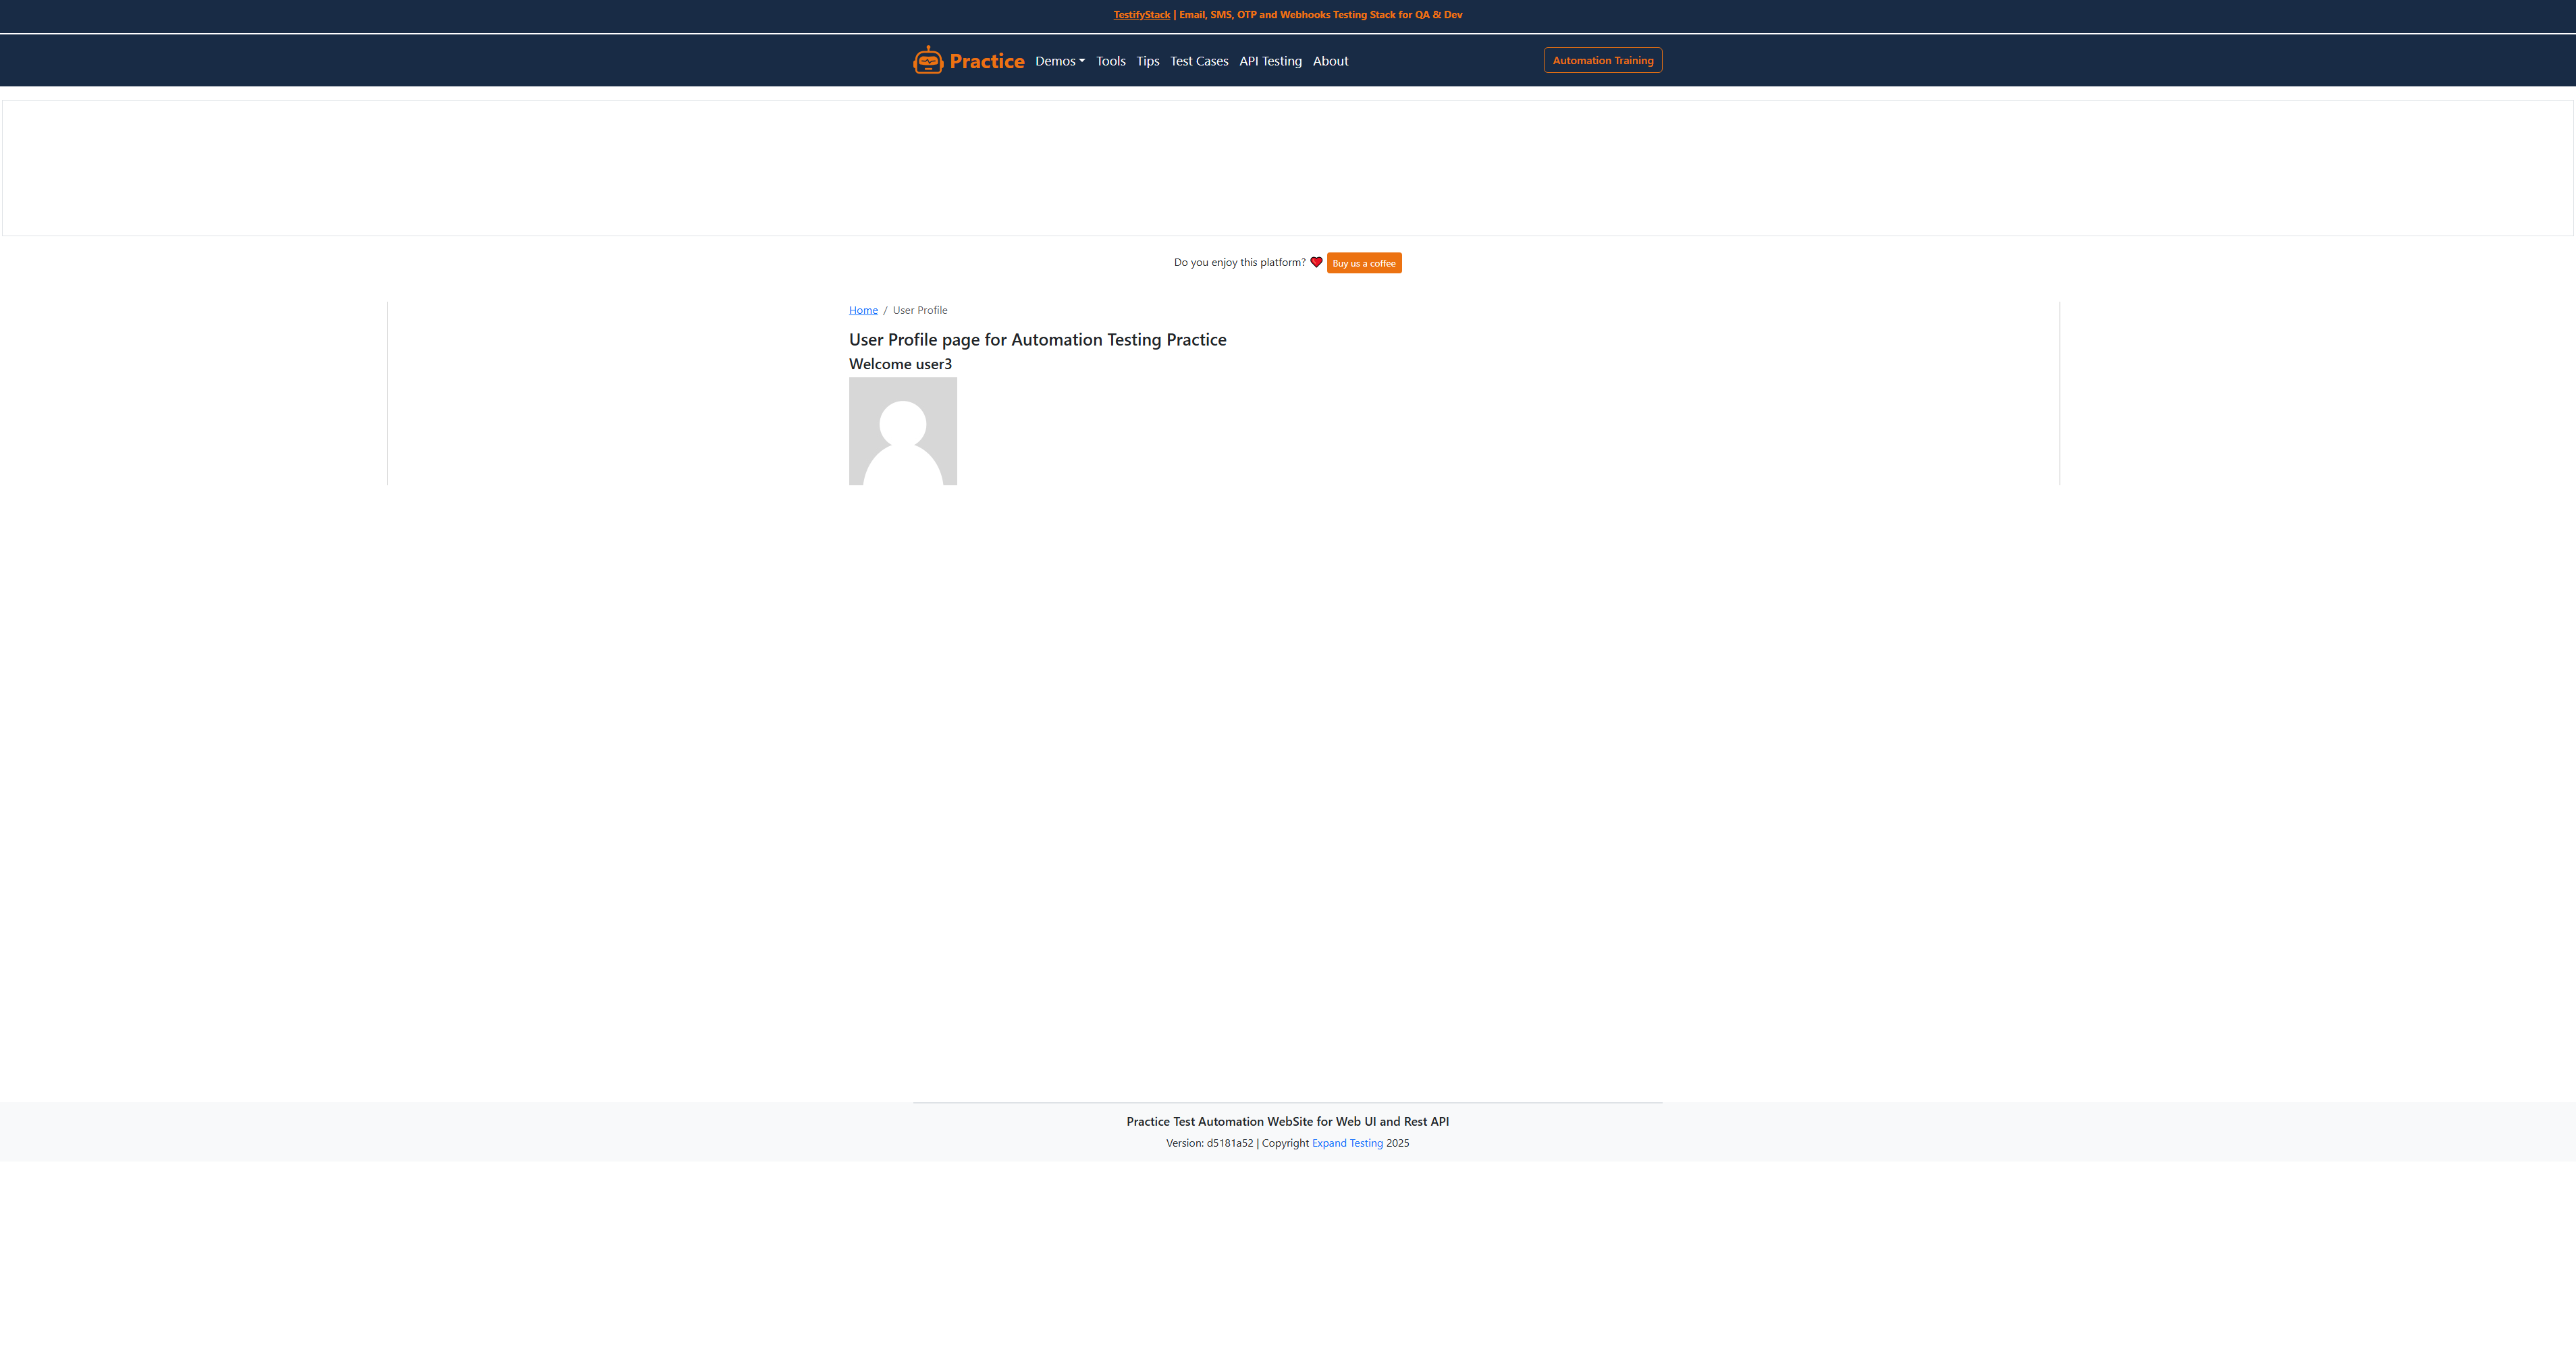 TestifyStack | Email, SMS, OTP and Webhooks Testing Stack for QA & Dev
Practice Demos Tools Tips Test Cases API Testing About Automation Training
Do you enjoy this platform? Buy us a coffee
Home / User Profile
User Profile page for Automation Testing Practice
Welcome user3
Practice Test Automation WebSite for Web UI and Rest API
Version: d5181a52 | Copyright Expand Testing 2025